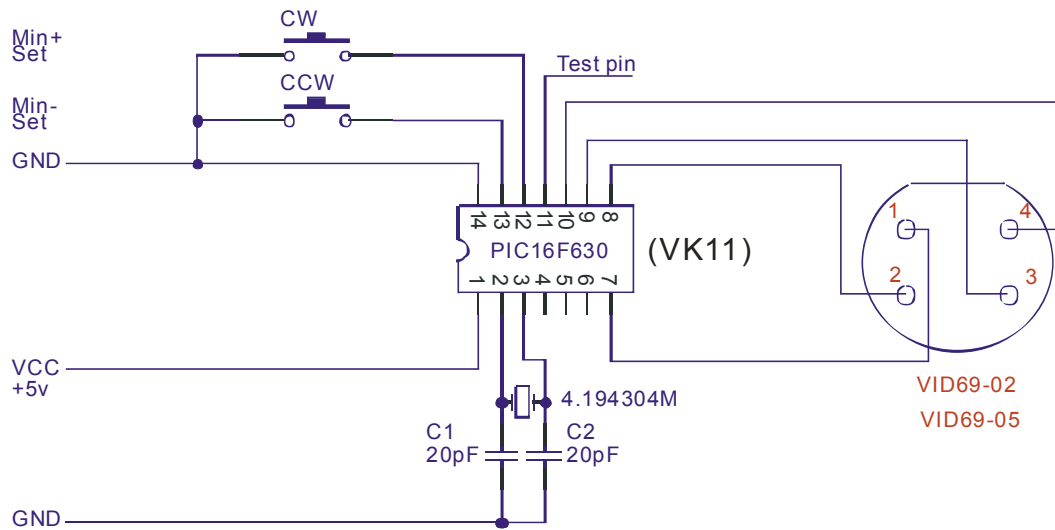 CW
Min+
Set
CCW
Min-
Set
GND
Test pin
14 13 12 11 10 9 8
PIC16F630
(VK11)
1 2 3 4 5 6 7
1
4
2
3
VCC
+5v
4.194304M
C1
20pF
C2
20pF
VID69-02
VID69-05
GND